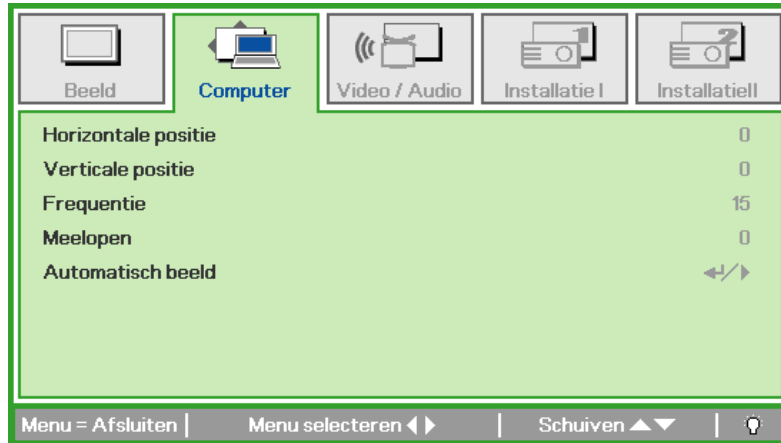 Beeld
Computer
Video / Audio
Installatie I
InstallatieII
Horizontale positie 0
Verticale positie 0
Frequentie 15
Meelopen 0
Automatisch beeld
Menu = Afsluiten | Menu selecteren | Schuiven |